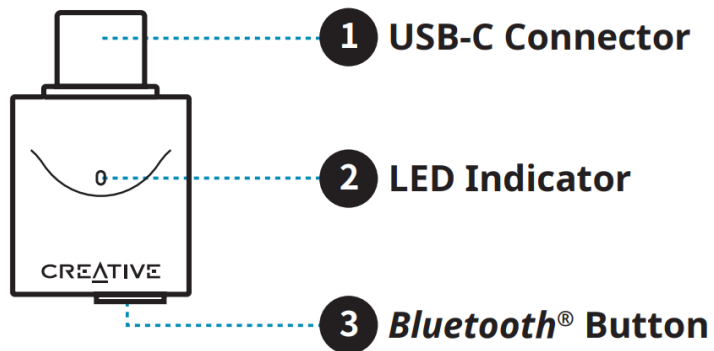 1 USB-C Connector
2 LED Indicator
CREATIVE
3 Bluetooth® Button